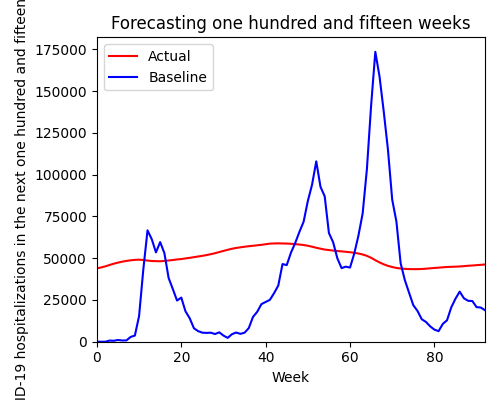 Forecasting one hundred and fifteen weeks
Actual
Baseline
175000
150000
125000
100000
75000
50000
25000
0
ID-19 hospitalizations in the next one hundred and fifteen
0
20
40
60
80
Week